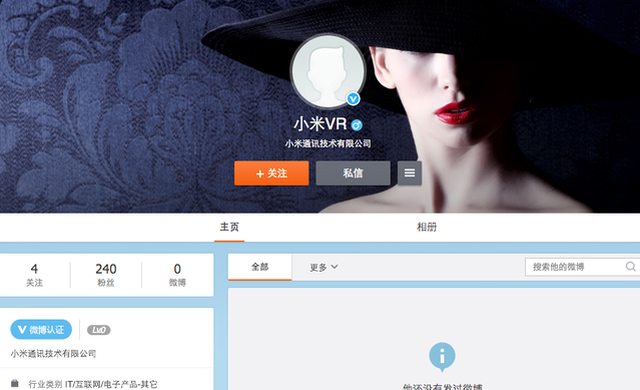 小米VR
小米通讯技术有限公司
+ 关注
私信
主页
相册
4
关注
240
粉丝
0
微博
全部
更多
搜索他的微博
微博认证
Lv0
小米通讯技术有限公司
行业类别 IT/互联网/电子产品-其它
他还没有发过微博